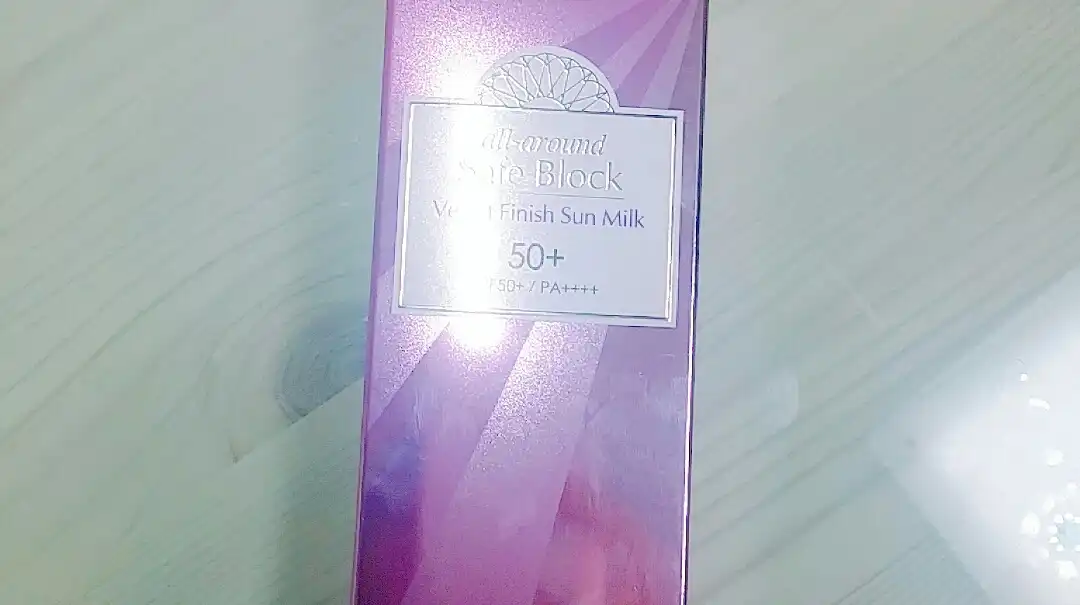 all-around
Safe Block
Finish Sun Milk
50+
50+ / PA++++